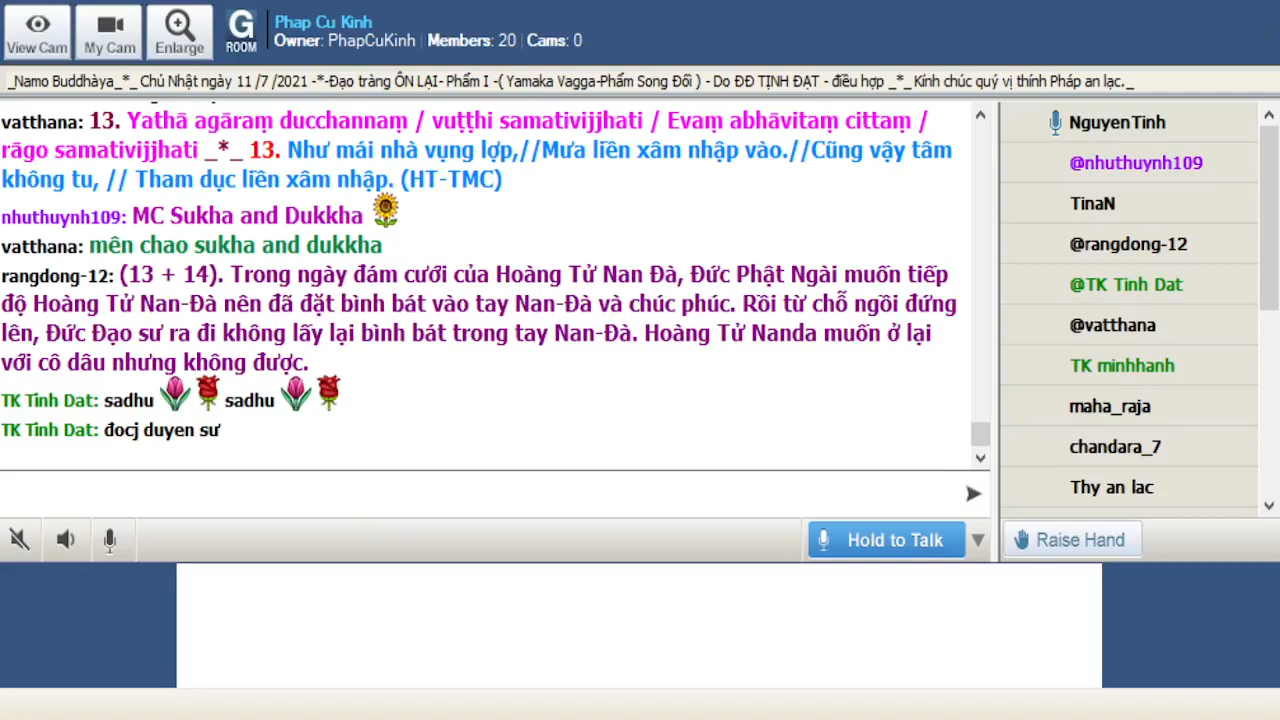 View Cam
My Cam
Enlarge
G
ROOM
Phap Cu Kinh
Owner: PhapCuKinh | Members: 20 | Cams: 0
_Namo Buddhàya_*_ Chủ Nhật ngày 11 /7 /2021 -*-Đạo tràng ÔN LẠI- Phẩm I -( Yamaka Vagga-Phẩm Song Đối ) - Do ĐĐ TỊNH ĐẠT - điều hợp _*_Kính chúc quý vị thính Pháp an lạc._
vatthana: 13. Yathā agāraṃ ducchannaṃ / vuṭṭhi samativijjhati / Evaṃ abhāvitaṃ cittaṃ /
rāgo samativijjhati _*_ 13. Như mái nhà vụng lợp,//Mưa liền xâm nhập vào.//Cũng vậy tâm
không tu, // Tham dục liền xâm nhập. (HT-TMC)
nhuthuynh109: MC Sukha and Dukkha
vatthana: mên chao sukha and dukkha
rangdong-12: (13 + 14). Trong ngày đám cưới của Hoàng Tử Nan Đà, Đức Phật Ngài muốn tiếp
độ Hoàng Tử Nan-Đà nên đã đặt bình bát vào tay Nan-Đà và chúc phúc. Rồi từ chỗ ngồi đứng
lên, Đức Đạo sư ra đi không lấy lại bình bát trong tay Nan-Đà. Hoàng Tử Nanda muốn ở lại
với cô dâu nhưng không được.
TK Tinh Dat: sadhu sadhu
TK Tinh Dat: đocj duyen sư
NguyenTinh
@nhuthuynh109
TinaN
@rangdong-12
@TK Tinh Dat
@vatthana
TK minhhanh
maha_raja
chandara_7
Thy an lac
Hold to Talk
Raise Hand